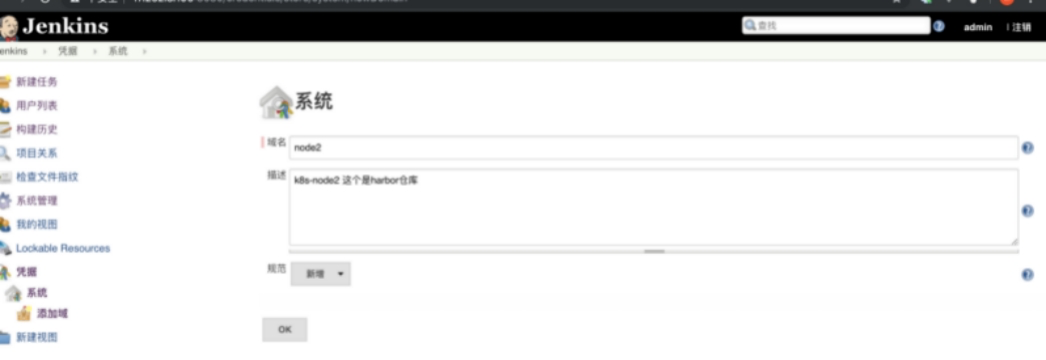 Jenkins
查找
admin
注销
enkins › 凭据 › 系统 ›
新建任务
用户列表
构建历史
项目关系
检查文件指纹
系统管理
我的视图
Lockable Resources
凭据
系统
添加域
新建视图
系统
域名
node2
描述
k8s-node2 这个是harbor仓库
规范
新增
OK